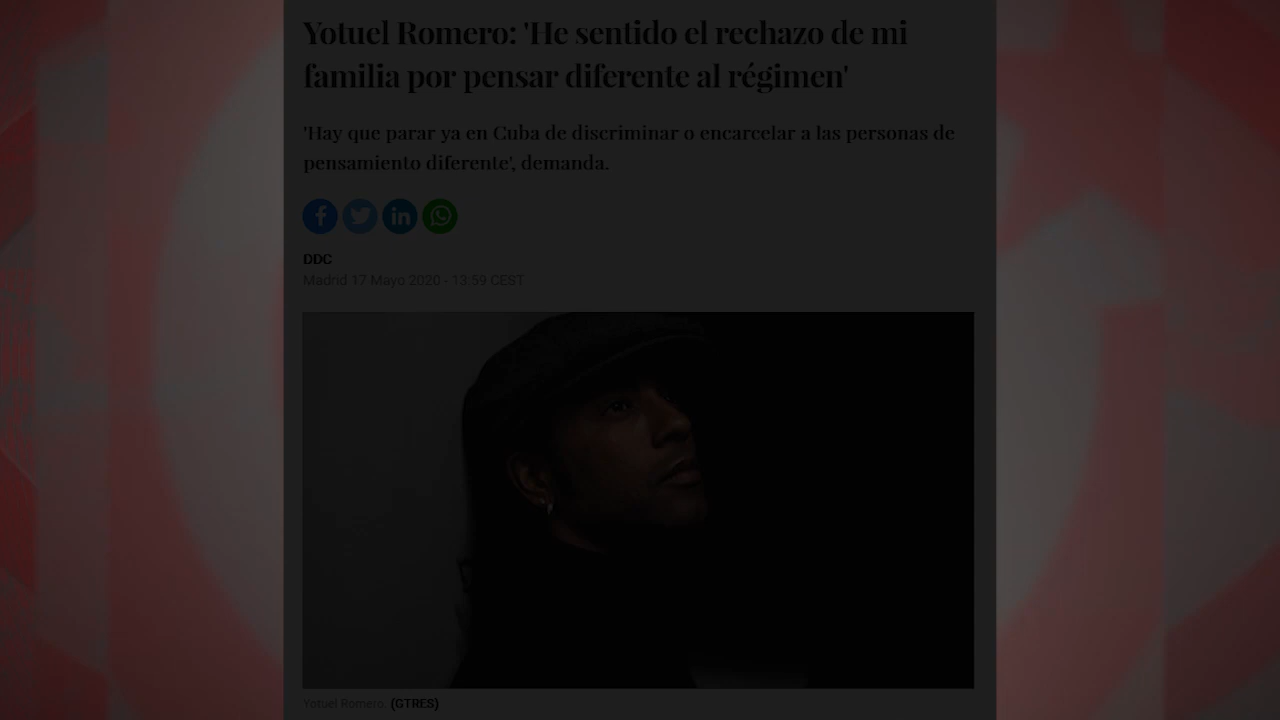 Yotuel Romero: 'He sentido el rechazo de mi
familia por pensar diferente al régimen'
'Hay que parar ya en Cuba de discriminar o encarcelar a las personas de
pensamiento diferente', demanda.
DDC
Madrid 17 Mayo 2020 - 13:59 CEST
Yotuel Romero. (GTRES)